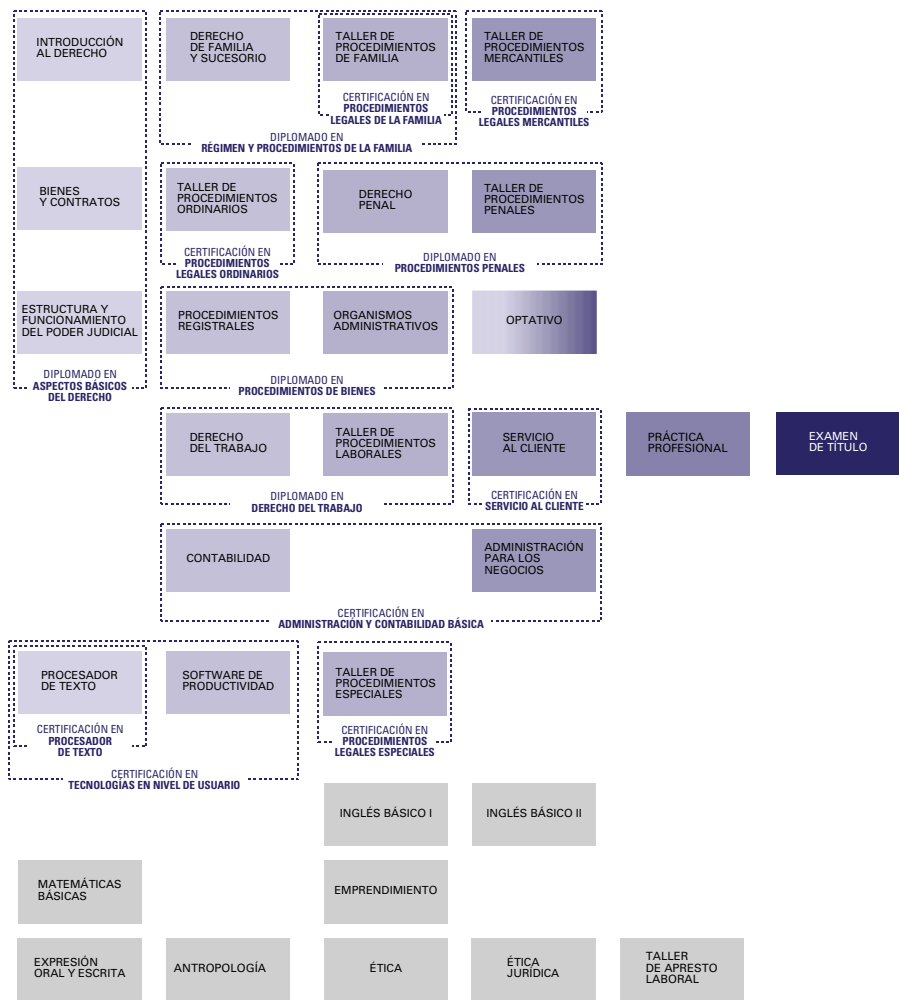 INTRODUCCIÓN
AL DERECHO
DERECHO
DE FAMILIA
Y SUCESORIO
TALLER DE
PROCEDIMIENTOS
DE FAMILIA
TALLER DE
PROCEDIMIENTOS
MERCANTILES
CERTIFICACIÓN EN
PROCEDIMIENTOS
LEGALES DE LA FAMILIA
CERTIFICACIÓN EN
PROCEDIMIENTOS
LEGALES MERCANTILES
DIPLOMADO EN
RÉGIMEN Y PROCEDIMIENTOS DE LA FAMILIA
BIENES
Y CONTRATOS
TALLER DE
PROCEDIMIENTOS
ORDINARIOS
DERECHO
PENAL
TALLER DE
PROCEDIMIENTOS
PENALES
CERTIFICACIÓN EN
PROCEDIMIENTOS
LEGALES ORDINARIOS
DIPLOMADO EN
PROCEDIMIENTOS PENALES
ESTRUCTURA Y
FUNCIONAMIENTO
DEL PODER JUDICIAL
PROCEDIMIENTOS
REGISTRALES
ORGANISMOS
ADMINISTRATIVOS
OPTATIVO
DIPLOMADO EN
ASPECTOS BÁSICOS
DEL DERECHO
DIPLOMADO EN
PROCEDIMIENTOS DE BIENES
DERECHO
DEL TRABAJO
TALLER DE
PROCEDIMIENTOS
LABORALES
SERVICIO
AL CLIENTE
PRÁCTICA
PROFESIONAL
EXAMEN
DE TÍTULO
DIPLOMADO EN
DERECHO DEL TRABAJO
CERTIFICACIÓN EN
SERVICIO AL CLIENTE
CONTABILIDAD
ADMINISTRACIÓN
PARA LOS
NEGOCIOS
CERTIFICACIÓN EN
ADMINISTRACIÓN Y CONTABILIDAD BÁSICA
PROCESADOR
DE TEXTO
SOFTWARE DE
PRODUCTIVIDAD
TALLER DE
PROCEDIMIENTOS
ESPECIALES
CERTIFICACIÓN EN
PROCESADOR
DE TEXTO
CERTIFICACIÓN EN
PROCEDIMIENTOS
LEGALES ESPECIALES
CERTIFICACIÓN EN
TECNOLOGÍAS EN NIVEL DE USUARIO
INGLÉS BÁSICO I
INGLÉS BÁSICO II
MATEMÁTICAS
BÁSICAS
EMPRENDIMIENTO
EXPRESIÓN
ORAL Y ESCRITA
ANTROPOLOGÍA
ÉTICA
ÉTICA
JURÍDICA
TALLER
DE APRESTO
LABORAL